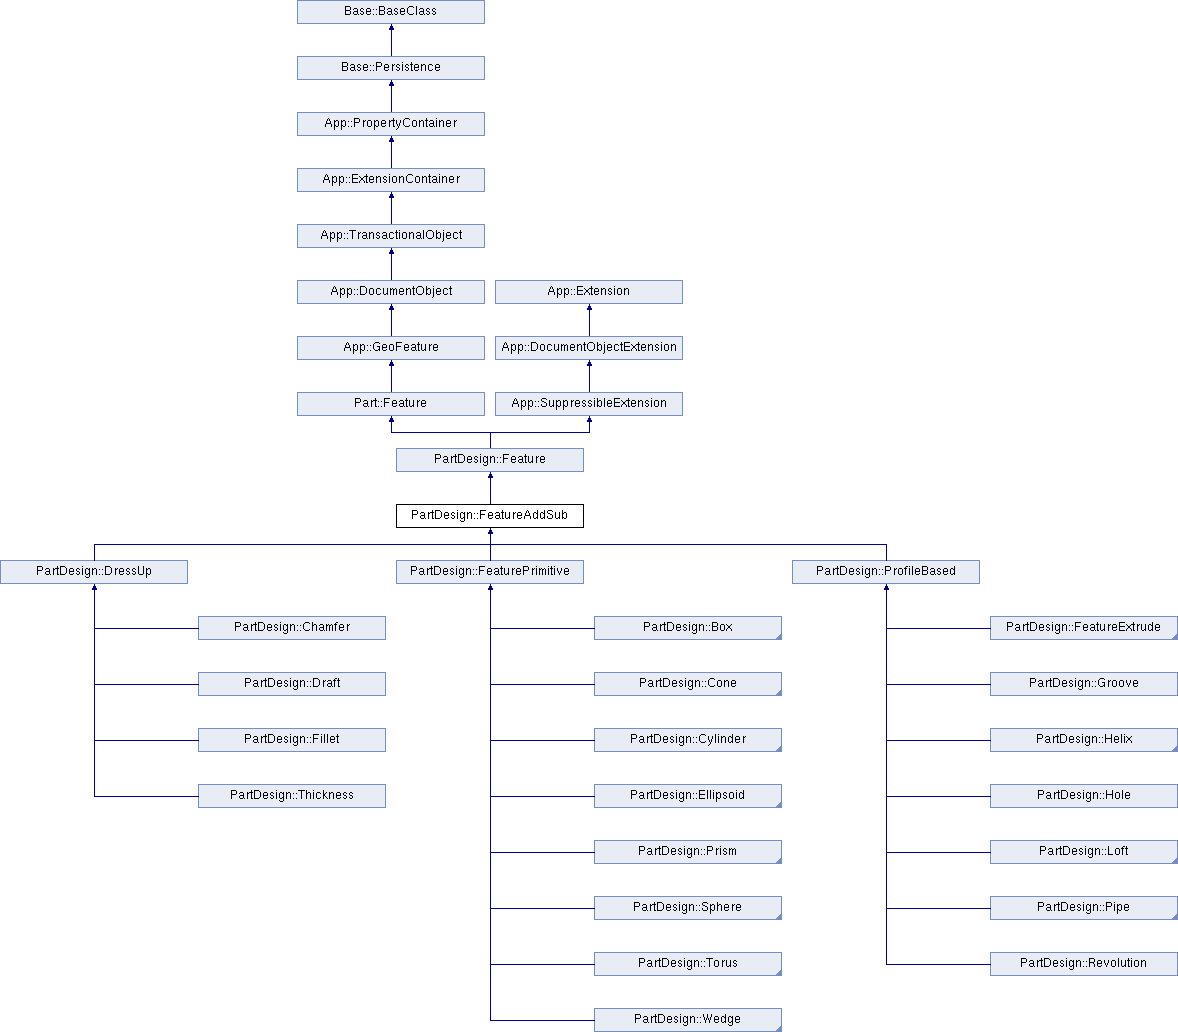 Base::BaseClass
Base::Persistence
App::PropertyContainer
App::ExtensionContainer
App::TransactionalObject
App::DocumentObject
App::Extension
App::GeoFeature
App::DocumentObjectExtension
Part::Feature
App::SuppressibleExtension
PartDesign::Feature
PartDesign::FeatureAddSub
PartDesign::DressUp
PartDesign::FeaturePrimitive
PartDesign::ProfileBased
PartDesign::Chamfer
PartDesign::Box
PartDesign::FeatureExtrude
PartDesign::Draft
PartDesign::Cone
PartDesign::Groove
PartDesign::Fillet
PartDesign::Cylinder
PartDesign::Helix
PartDesign::Thickness
PartDesign::Ellipsoid
PartDesign::Hole
PartDesign::Prism
PartDesign::Loft
PartDesign::Sphere
PartDesign::Pipe
PartDesign::Torus
PartDesign::Revolution
PartDesign::Wedge